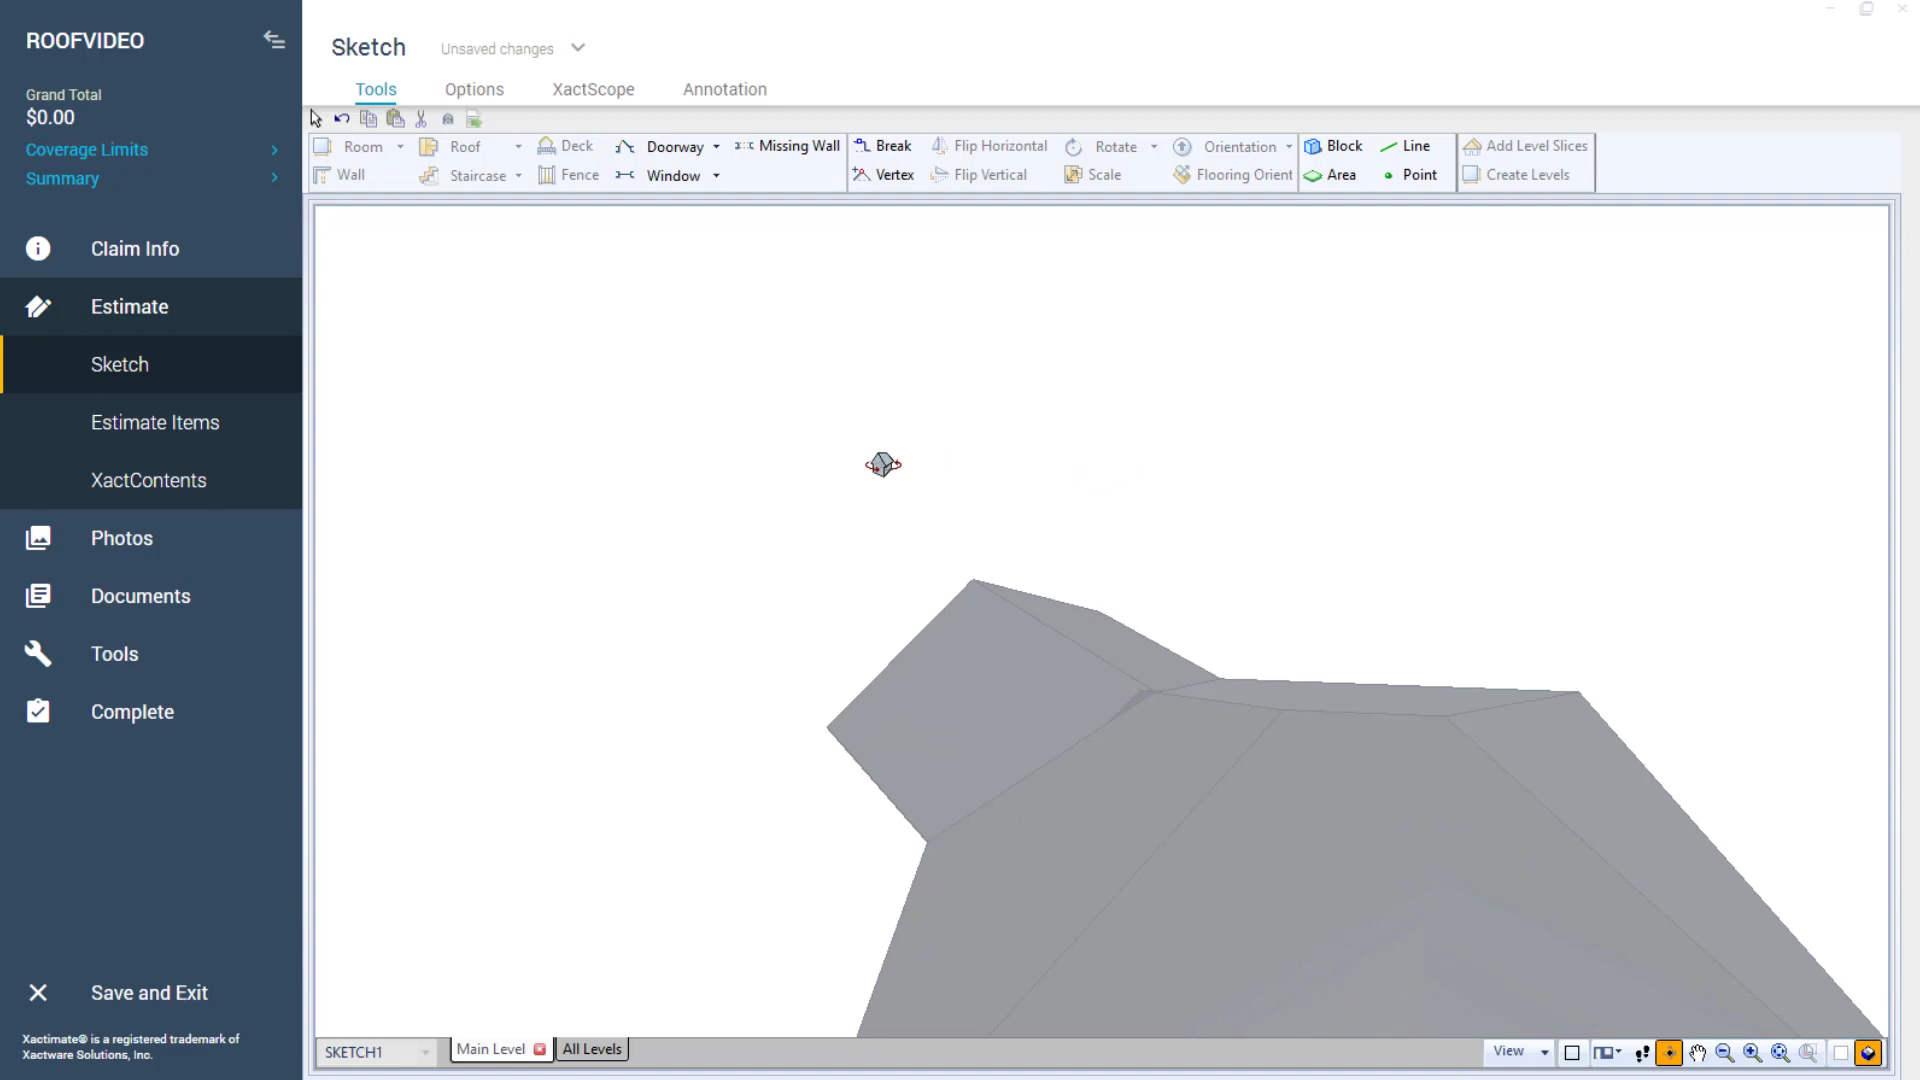 ROOFVIDEO
Grand Total
$0.00
Coverage Limits
Summary
Claim Info
Estimate
Sketch
Estimate Items
XactContents
Photos
Documents
Tools
Complete
Save and Exit
Xactimate® is a registered trademark of
Xactware Solutions, Inc.
Sketch Unsaved changes
Tools Options XactScope Annotation
Room Roof Deck Doorway Missing Wall Break Flip Horizontal Rotate Orientation Block Line Add Level Slices
Wall Staircase Fence Window Vertex Flip Vertical Scale Flooring Orient Area Point Create Levels
SKETCH1 Main Level All Levels View